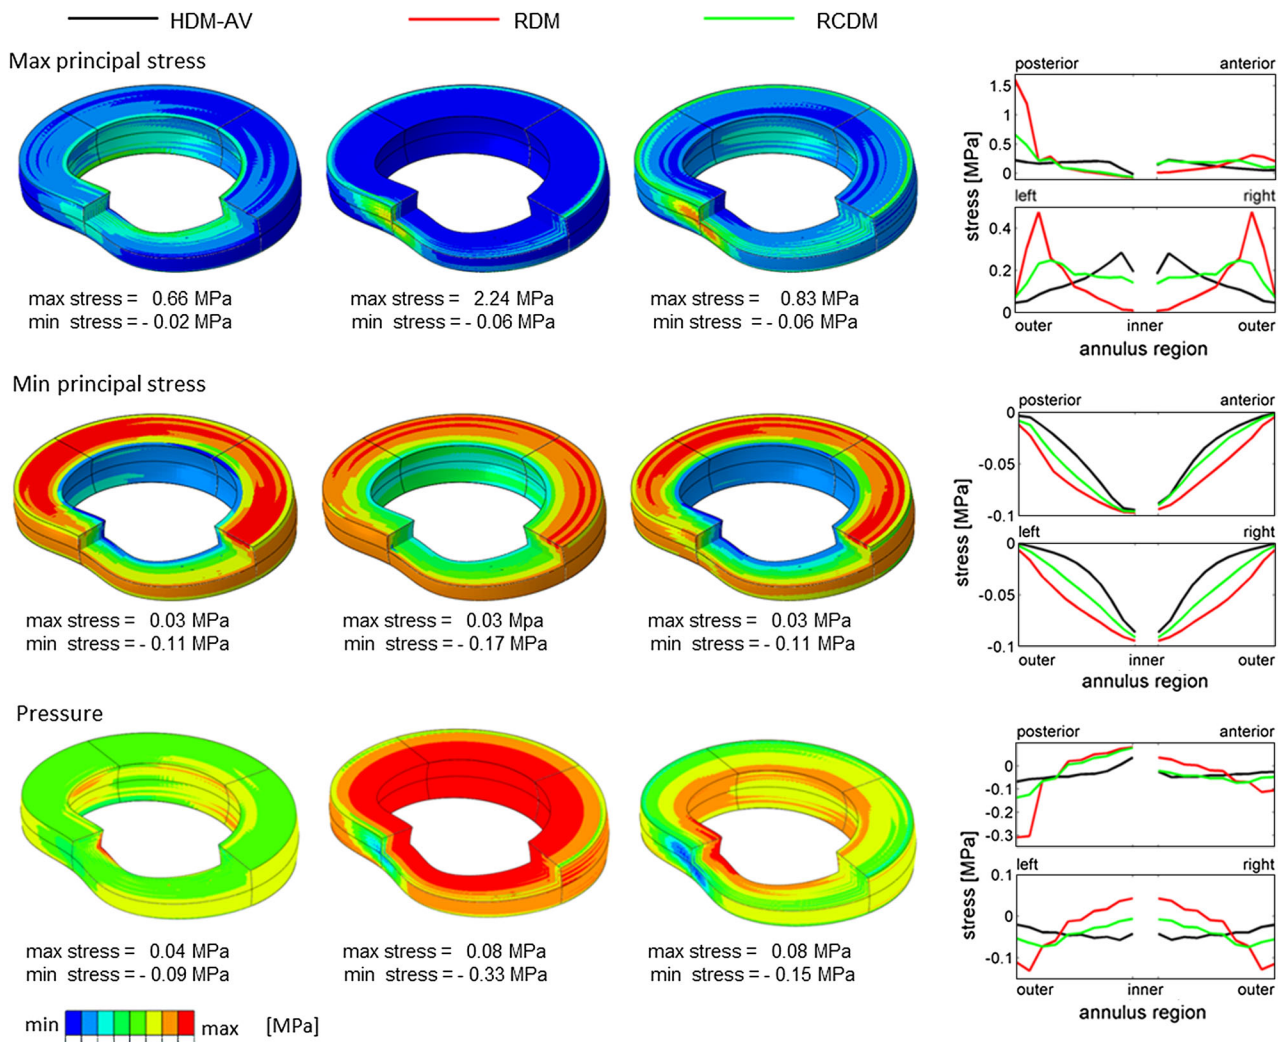 HDM-AV RDM RCDM
Max principal stress
max stress = 0.66 MPa
min stress = - 0.02 MPa
max stress = 2.24 MPa
min stress = - 0.06 MPa
max stress = 0.83 MPa
min stress = - 0.06 MPa
posterior anterior
1.5
0.5
0
stress [MPa]
left right
0.4
0.2
0
outer inner outer
annulus region
Min principal stress
max stress = 0.03 MPa
min stress = - 0.11 MPa
max stress = 0.03 Mpa
min stress = - 0.17 MPa
max stress = 0.03 MPa
min stress = - 0.11 MPa
posterior anterior
0
-0.05
-0.1
stress [MPa]
left right
0
-0.05
-0.1
outer inner outer
annulus region
Pressure
max stress = 0.04 MPa
min stress = - 0.09 MPa
max stress = 0.08 MPa
min stress = - 0.33 MPa
max stress = 0.08 MPa
min stress = - 0.15 MPa
posterior anterior
0
-0.1
-0.2
-0.3
stress [MPa]
left right
0.1
0
-0.1
outer inner outer
annulus region
min max [MPa]